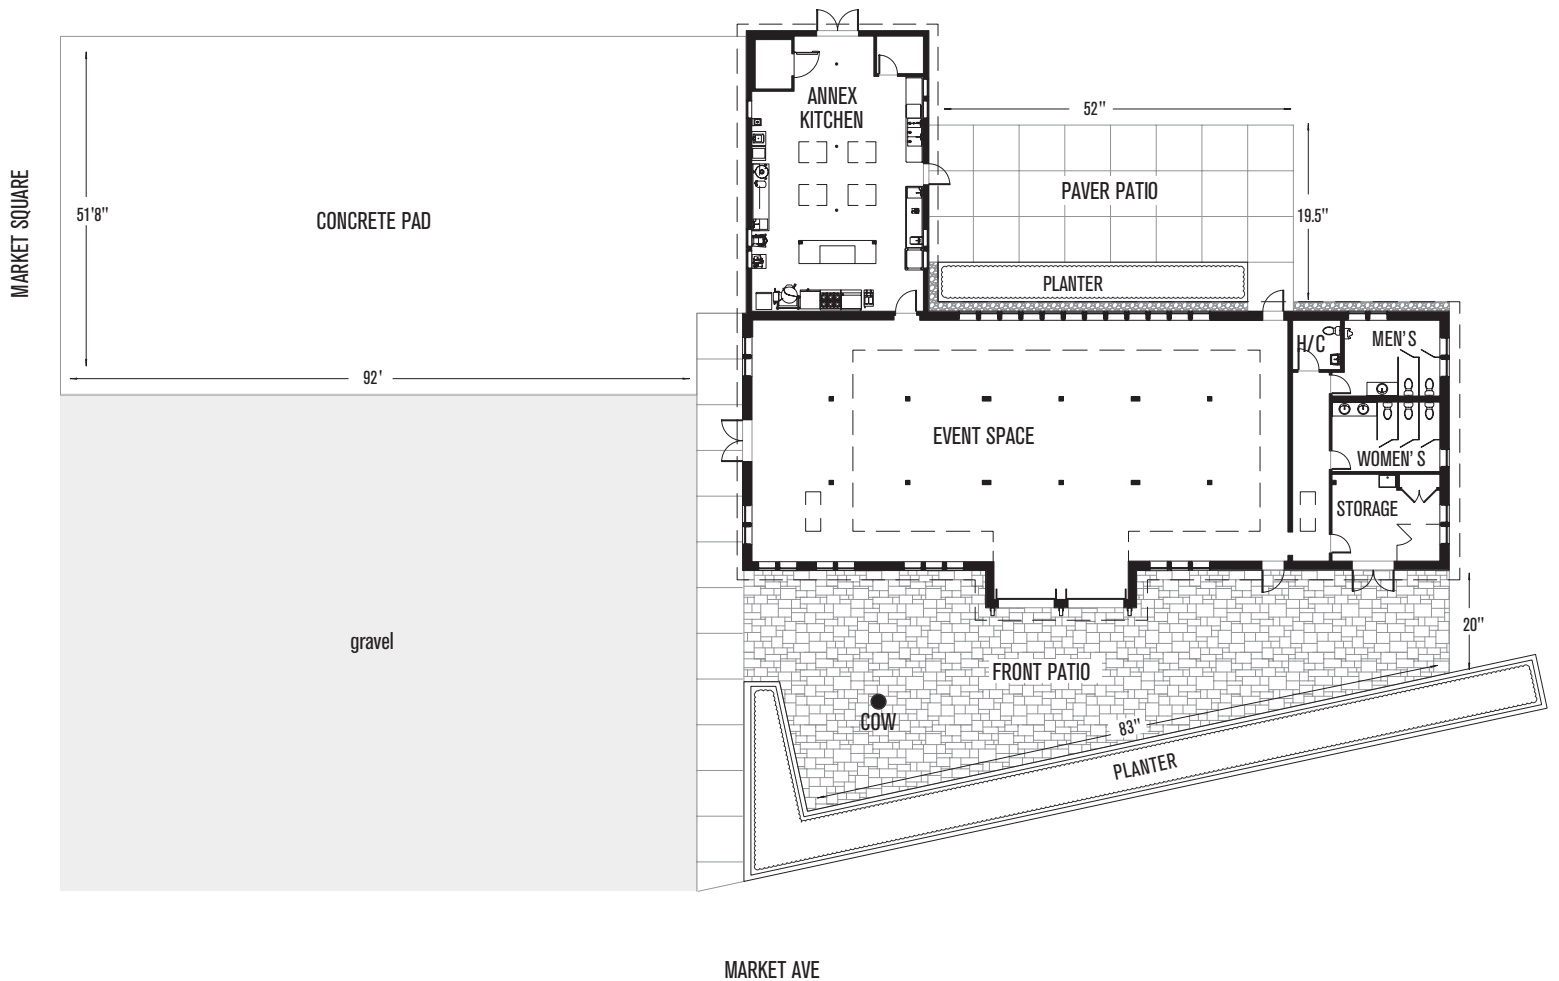 ANNEX
KITCHEN
52"
MARKET SQUARE
51'8"
CONCRETE PAD
PAVER PATIO
19.5"
PLANTER
92'
H/C
MEN'S
EVENT SPACE
WOMEN'S
STORAGE
gravel
FRONT PATIO
20"
COW
83"
PLANTER
MARKET AVE